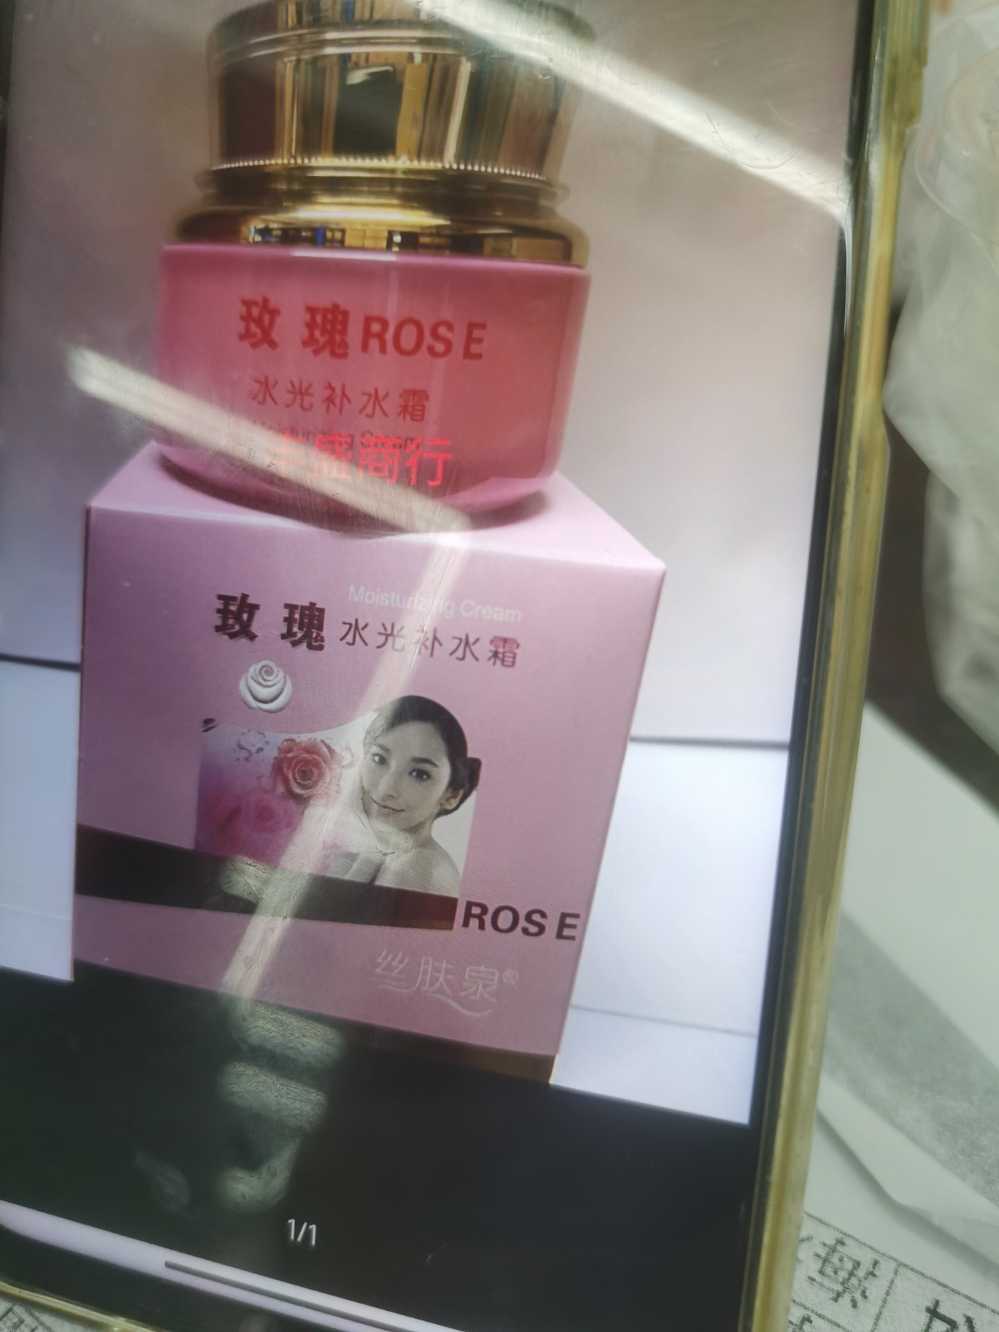 玫瑰ROSE
水光补水霜
盛商行
Moisturizing Cream
玫瑰水光补水霜
ROSE
丝肤泉®
1/1